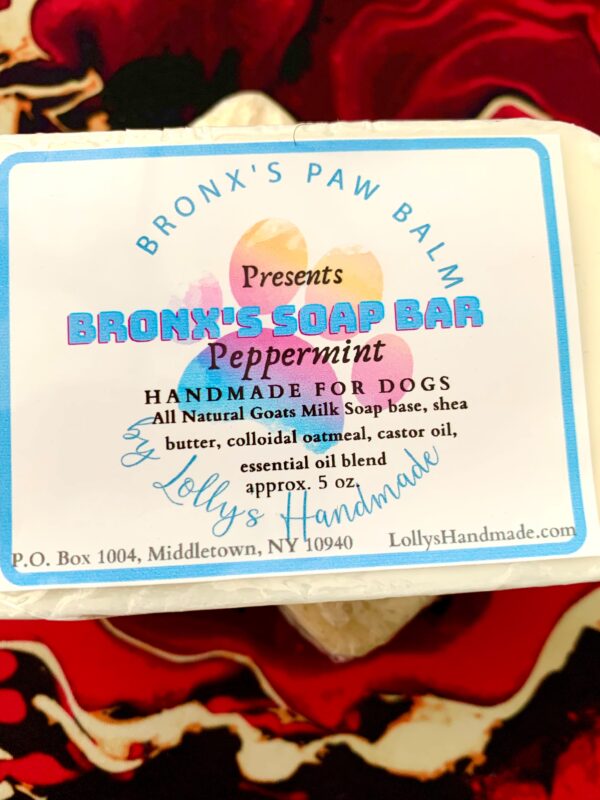 BRONX'S PAW BALM
Presents
BRONX'S SOAP BAR
Peppermint
HANDMADE FOR DOGS
All Natural Goats Milk Soap base, shea
butter, colloidal oatmeal, castor oil,
essential oil blend
approx. 5 oz.
by Lollys Handmade
P.O. Box 1004, Middletown, NY 10940
LollysHandmade.com